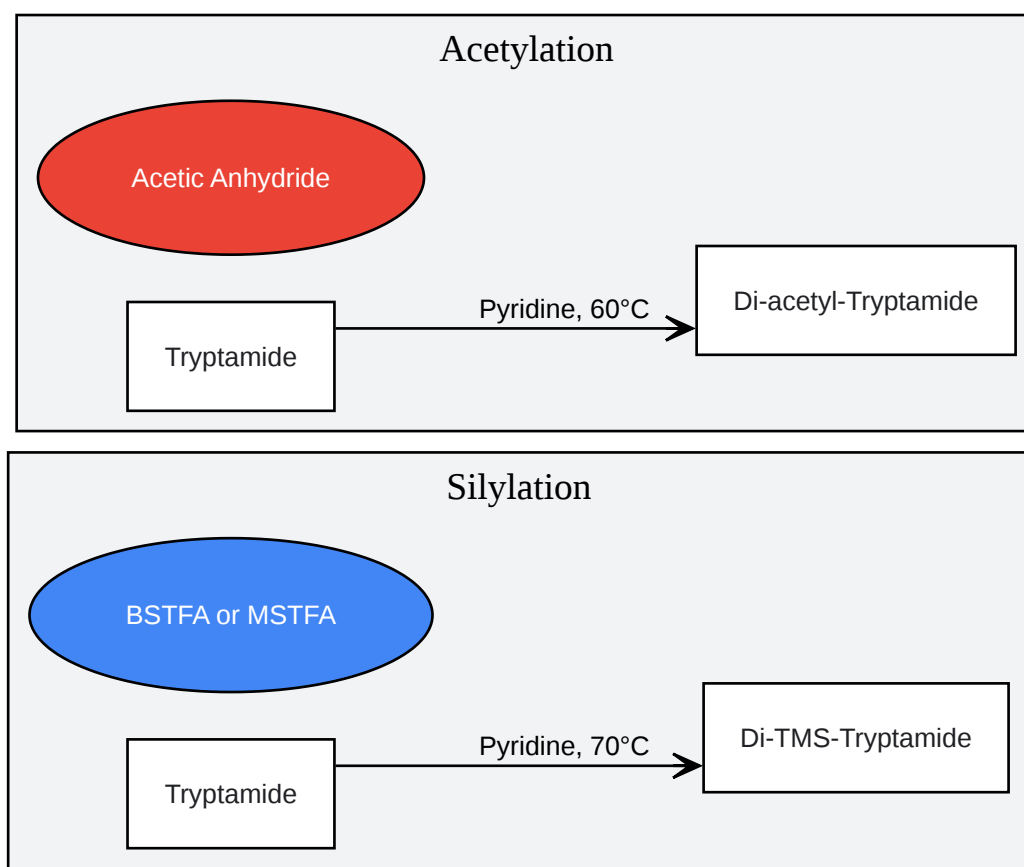 Acetylation
Acetic Anhydride
Pyridine, 60°C
Di-acetyl-Tryptamide
Tryptamide
Silylation
BSTFA or MSTFA
Pyridine, 70°C
Di-TMS-Tryptamide
Tryptamide